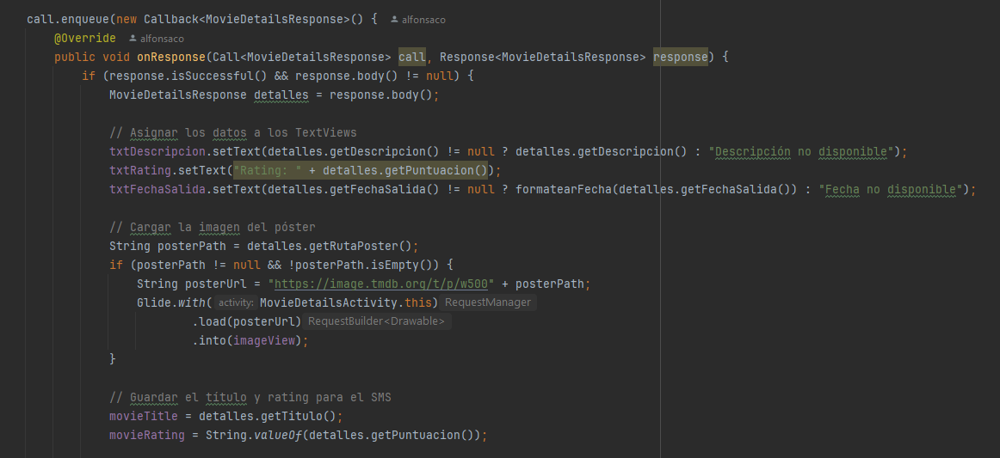 call.enqueue(new Callback<MovieDetailsResponse>() { alfonsaco
@Override alfonsaco
public void onResponse(Call<MovieDetailsResponse> call, Response<MovieDetailsResponse> response) {
if (response.isSuccessful() && response.body() != null) {
MovieDetailsResponse detalles = response.body();
// Asignar los datos a los TextViews
txtDescripcion.setText(detalles.getDescripcion() != null ? detalles.getDescripcion() : "Descripción no disponible");
txtRating.setText("Rating: " + detalles.getPuntuacion());
txtFechaSalida.setText(detalles.getFechaSalida() != null ? formatearFecha(detalles.getFechaSalida()) : "Fecha no disponible");
// Cargar la imagen del póster
String posterPath = detalles.getRutaPoster();
if (posterPath != null && !posterPath.isEmpty()) {
String posterUrl = "https://image.tmdb.org/t/p/w500" + posterPath;
Glide.with( activity: MovieDetailsActivity.this) RequestManager
.load(posterUrl) RequestBuilder<Drawable>
.into(imageView);
}
// Guardar el título y rating para el SMS
movieTitle = detalles.getTitulo();
movieRating = String.valueOf(detalles.getPuntuacion());